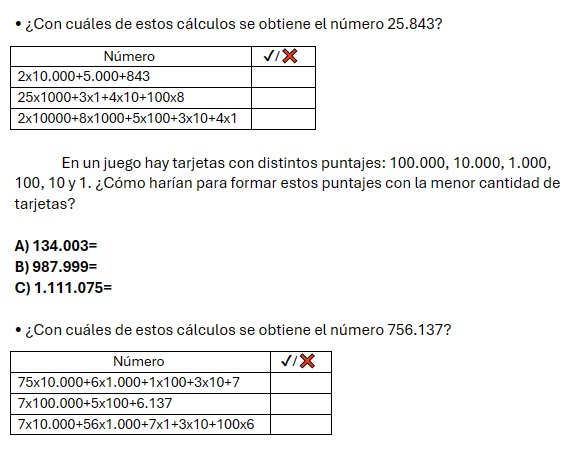 • ¿Con cuáles de estos cálculos se obtiene el número 25.843?
Número ✓/❌
2x10.000+5.000+843
25x1000+3x1+4x10+100x8
2x10000+8x1000+5x100+3x10+4x1
En un juego hay tarjetas con distintos puntajes: 100.000, 10.000, 1.000,
100, 10 y 1. ¿Cómo harían para formar estos puntajes con la menor cantidad de
tarjetas?
A) 134.003=
B) 987.999=
C) 1.111.075=
• ¿Con cuáles de estos cálculos se obtiene el número 756.137?
Número ✓/❌
75x10.000+6x1.000+1x100+3x10+7
7x100.000+5x100+6.137
7x10.000+56x1.000+7x1+3x10+100x6